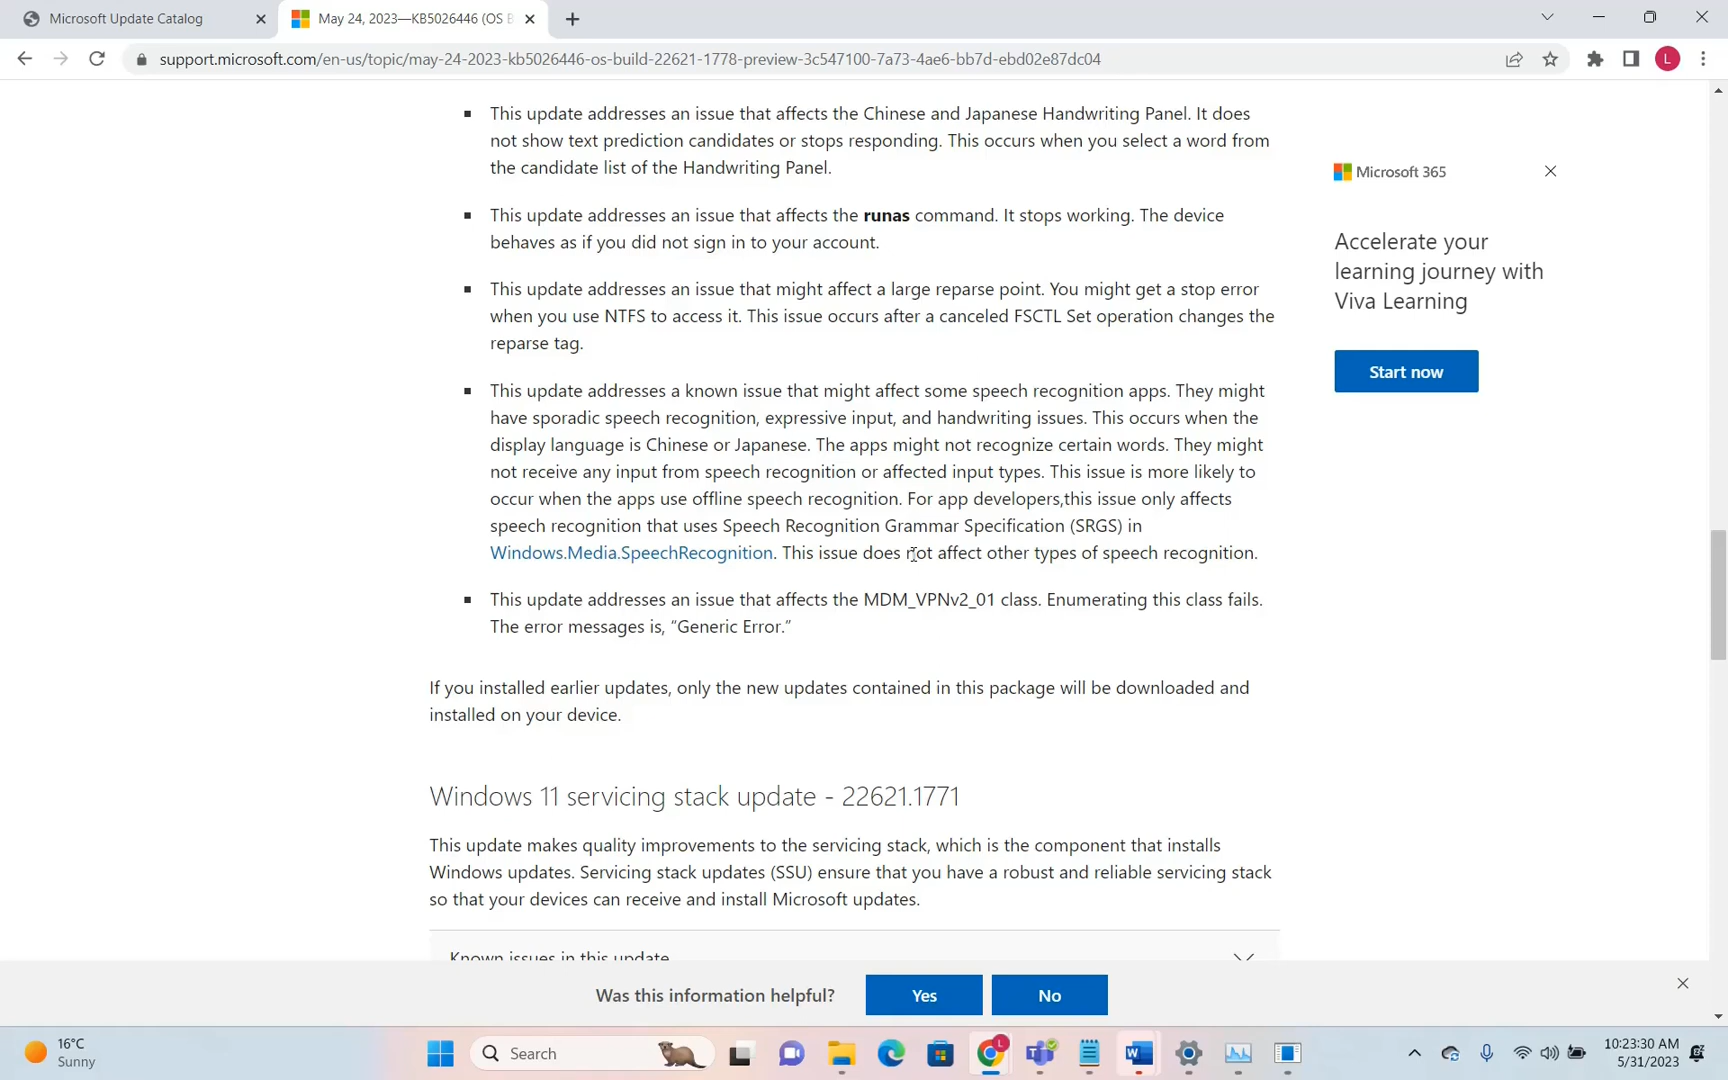 Microsoft Update Catalog
May 24, 2023—KB5026446 (OS B
support.microsoft.com/en-us/topic/may-24-2023-kb5026446-os-build-22621-1778-preview-3c547100-7a73-4ae6-bb7d-ebd02e87dc04
L
This update addresses an issue that affects the Chinese and Japanese Handwriting Panel. It does
not show text prediction candidates or stops responding. This occurs when you select a word from
the candidate list of the Handwriting Panel.
This update addresses an issue that affects the runas command. It stops working. The device
behaves as if you did not sign in to your account.
This update addresses an issue that might affect a large reparse point. You might get a stop error
when you use NTFS to access it. This issue occurs after a canceled FSCTL Set operation changes the
reparse tag.
This update addresses a known issue that might affect some speech recognition apps. They might
have sporadic speech recognition, expressive input, and handwriting issues. This occurs when the
display language is Chinese or Japanese. The apps might not recognize certain words. They might
not receive any input from speech recognition or affected input types. This issue is more likely to
occur when the apps use offline speech recognition. For app developers,this issue only affects
speech recognition that uses Speech Recognition Grammar Specification (SRGS) in
Windows.Media.SpeechRecognition. This issue does not affect other types of speech recognition.
This update addresses an issue that affects the MDM_VPNv2_01 class. Enumerating this class fails.
The error messages is, “Generic Error.”
If you installed earlier updates, only the new updates contained in this package will be downloaded and
installed on your device.
Windows 11 servicing stack update - 22621.1771
This update makes quality improvements to the servicing stack, which is the component that installs
Windows updates. Servicing stack updates (SSU) ensure that you have a robust and reliable servicing stack
so that your devices can receive and install Microsoft updates.
Known issues in this update
Microsoft 365
Accelerate your
learning journey with
Viva Learning
Start now
Was this information helpful?
Yes
No
16°C
Sunny
Search
L
10:23:30 AM
5/31/2023